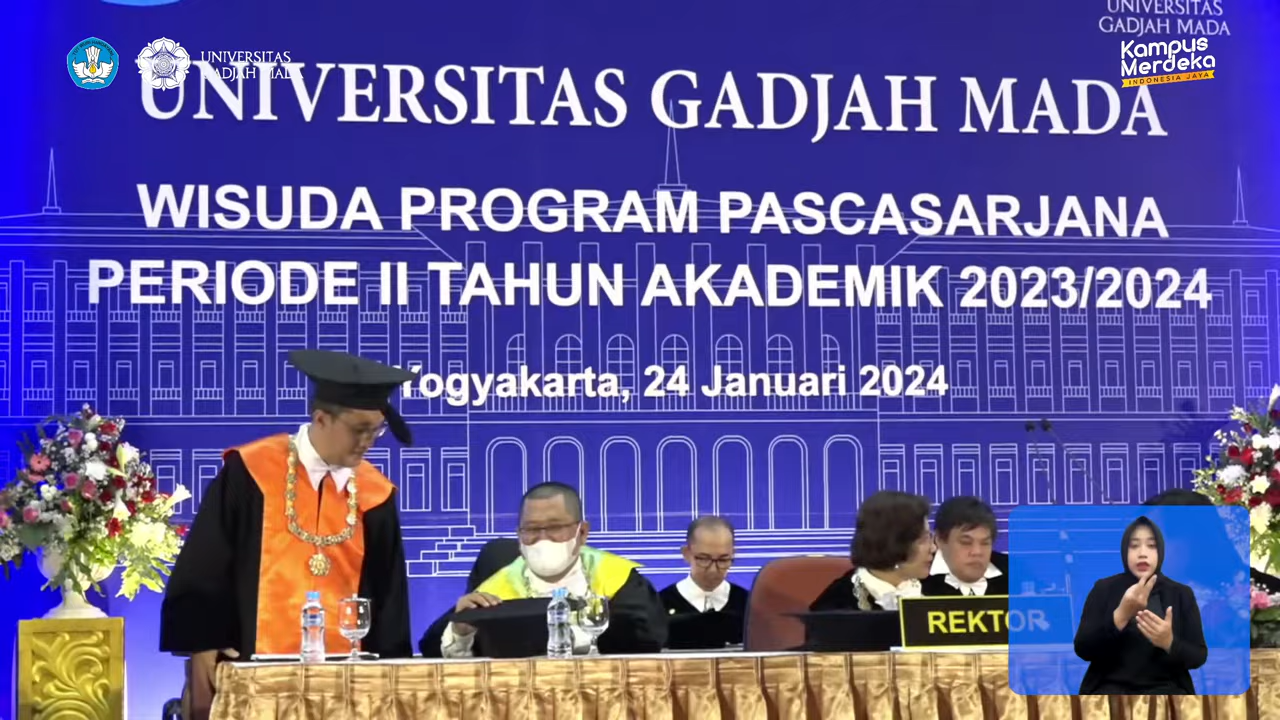 UNIVERSITAS
GADJAH MADA
UNIVERSITAS
GADJAH MADA
Kampus
Merdeka
INDONESIA JAYA
UNIVERSITAS GADJAH MADA
WISUDA PROGRAM PASCASARJANA
PERIODE II TAHUN AKADEMIK 2023/2024
Yogyakarta, 24 Januari 2024
REKTOR